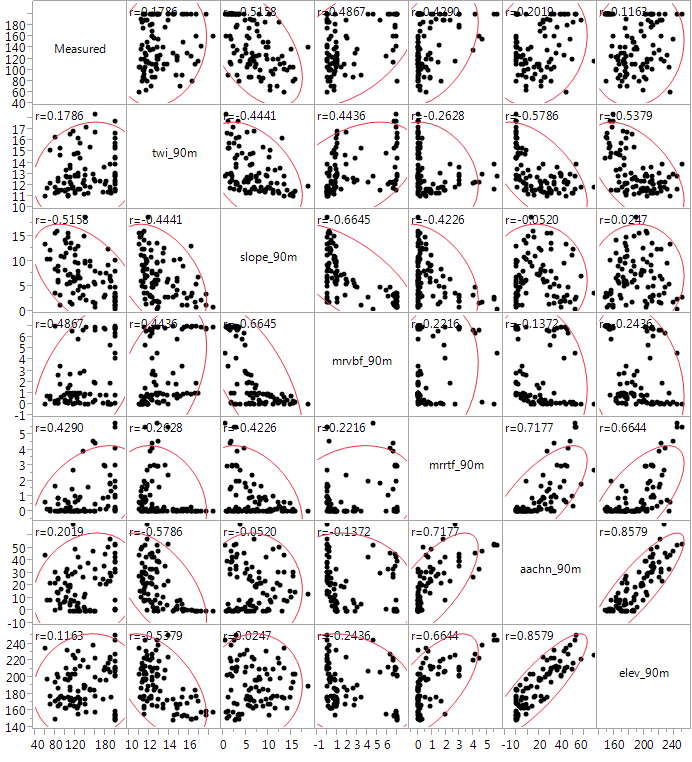 180
160
140
120
100
80
60
40
Measured
r=0.1786
r=-0.5158
r=0.4867
r=0.4290
r=0.2019
r=0.1163
17
16
15
14
13
12
11
10
r=0.1786
twi_90m
r=-0.4441
r=0.4436
r=-0.2628
r=-0.5786
r=-0.5379
15
10
5
0
r=-0.5158
r=-0.4441
slope_90m
r=-0.6645
r=-0.4226
r=-0.0520
r=0.0247
6
5
4
3
2
1
0
-1
r=0.4867
r=0.4436
r=-0.6645
mrvbf_90m
r=0.2216
r=-0.1372
r=-0.2436
5
4
3
2
1
0
r=0.4290
r=-0.2628
r=-0.4226
r=0.2216
mrrtf_90m
r=0.7177
r=0.6644
50
40
30
20
10
0
-10
r=0.2019
r=-0.5786
r=-0.0520
r=-0.1372
r=0.7177
aachn_90m
r=0.8579
240
220
200
180
160
140
r=0.1163
r=-0.5379
r=0.0247
r=-0.2436
r=0.6644
r=0.8579
elev_90m
40 80 120 180 10 12 14 16 0 5 10 15 -1 1 2 3 4 5 6 0 1 2 3 4 5 -10 20 40 60 160 200 240